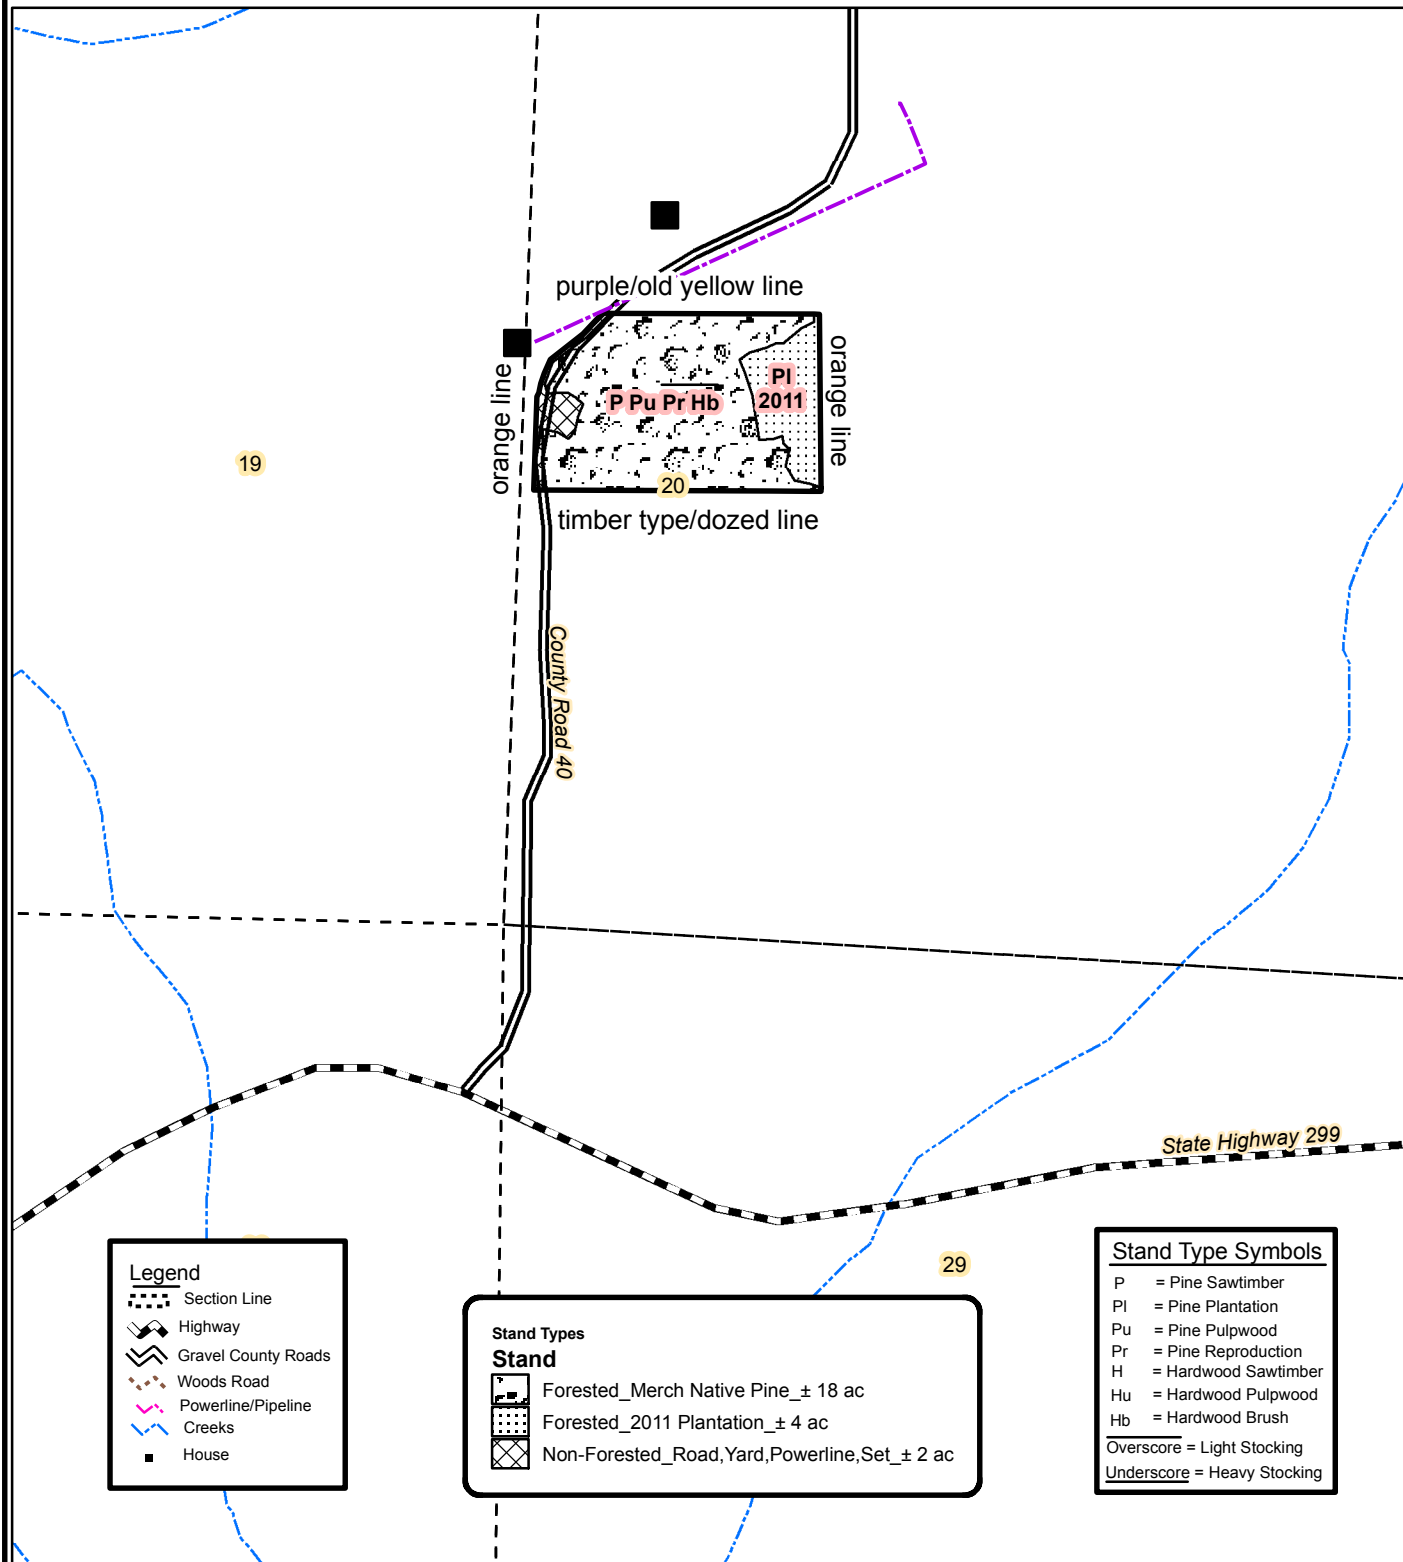 purple/old yellow line
orange line
orange line
Pl
2011
P Pu Pr Hb
19
20
timber type/dozed line
County Road 40
State Highway 299
29
Legend
Section Line
Highway
Gravel County Roads
Woods Road
Powerline/Pipeline
Creeks
House
Stand Types
Stand
Forested_Merch Native Pine_± 18 ac
Forested_2011 Plantation_± 4 ac
Non-Forested_Road,Yard,Powerline,Set_± 2 ac
Stand Type Symbols
P = Pine Sawtimber
Pl = Pine Plantation
Pu = Pine Pulpwood
Pr = Pine Reproduction
H = Hardwood Sawtimber
Hu = Hardwood Pulpwood
Hb = Hardwood Brush
Overscore = Light Stocking
Underscore = Heavy Stocking